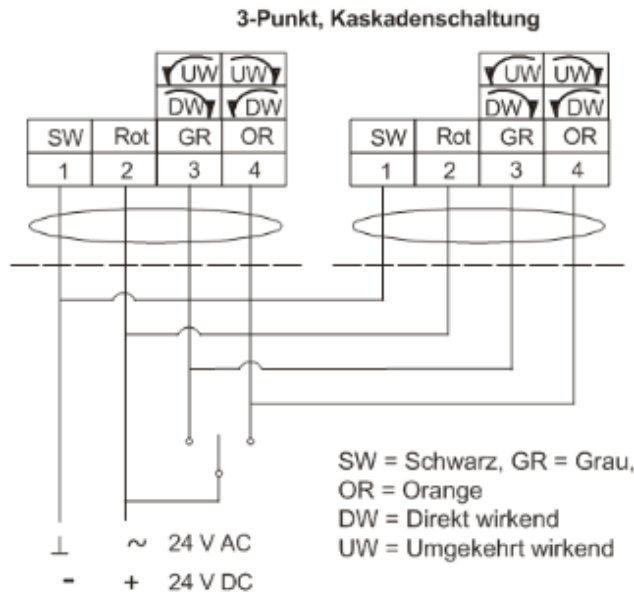 3-Punkt, Kaskadenschaltung
UW UW UW UW
DW DW DW DW
SW Rot GR OR SW Rot GR OR
1 2 3 4 1 2 3 4
SW = Schwarz, GR = Grau,
OR = Orange
DW = Direkt wirkend
UW = Umgekehrt wirkend
⊥ ~ 24 V AC
- + 24 V DC